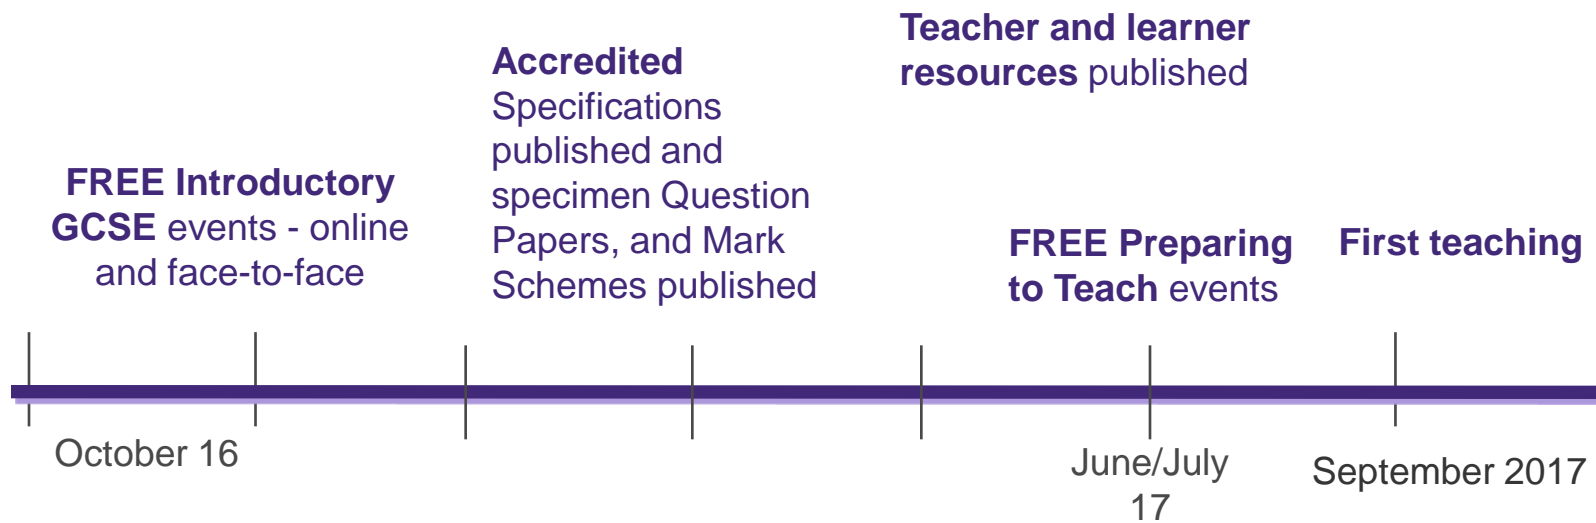 FREE Introductory
GCSE events - online
and face-to-face
Accredited
Specifications
published and
specimen Question
Papers, and Mark
Schemes published
Teacher and learner
resources published
FREE Preparing
to Teach events
First teaching
October 16
June/July
17
September 2017